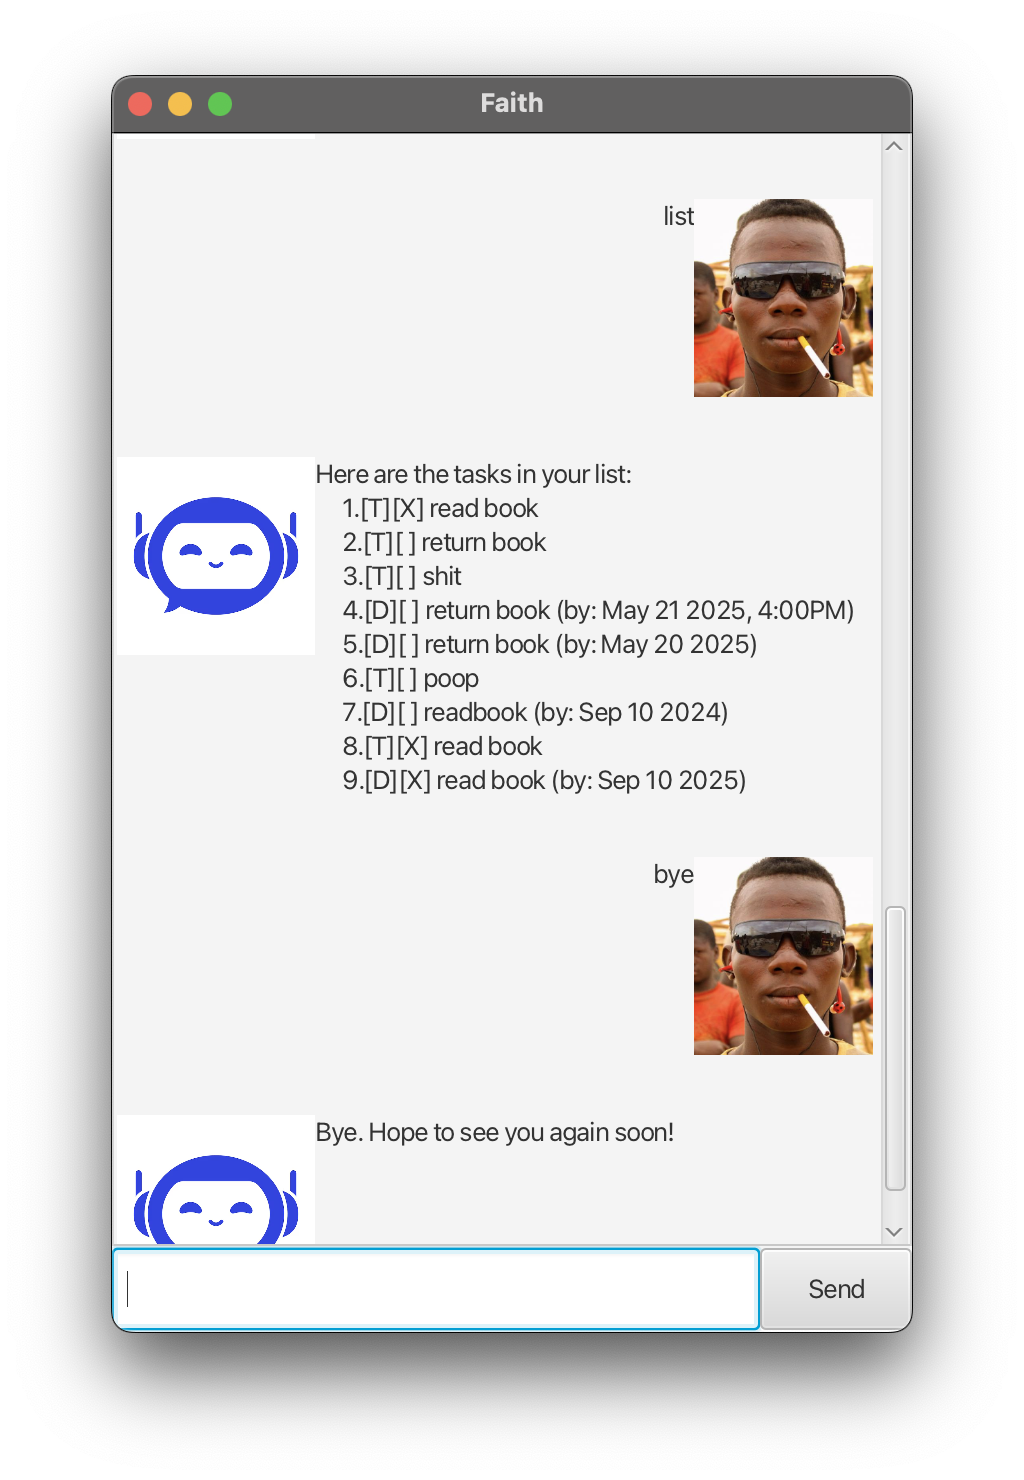 Faith
list
Here are the tasks in your list:
1.[T][X] read book
2.[T][ ] return book
3.[T][ ] shit
4.[D][ ] return book (by: May 21 2025, 4:00PM)
5.[D][ ] return book (by: May 20 2025)
6.[T][ ] poop
7.[D][ ] readbook (by: Sep 10 2024)
8.[T][X] read book
9.[D][X] read book (by: Sep 10 2025)
bye
Bye. Hope to see you again soon!
Send